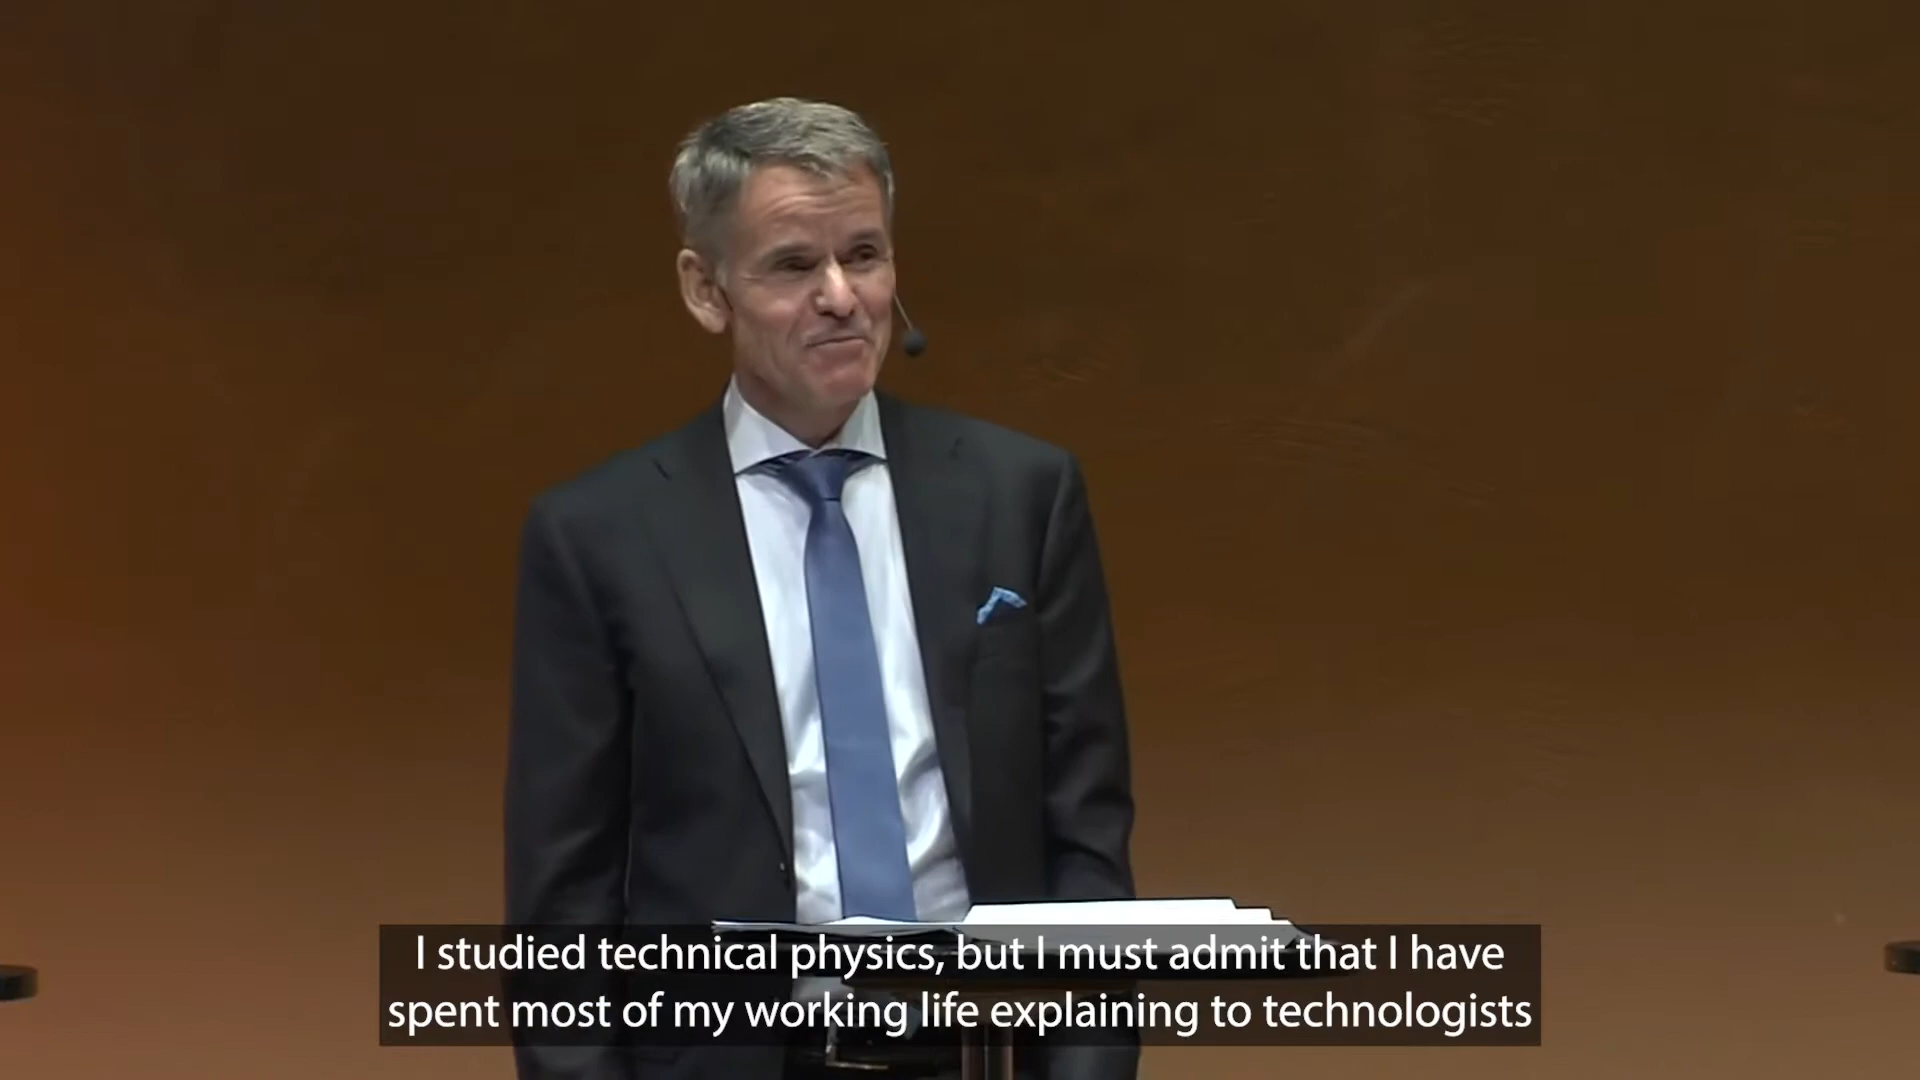 I studied technical physics, but I must admit that I have
spent most of my working life explaining to technologists